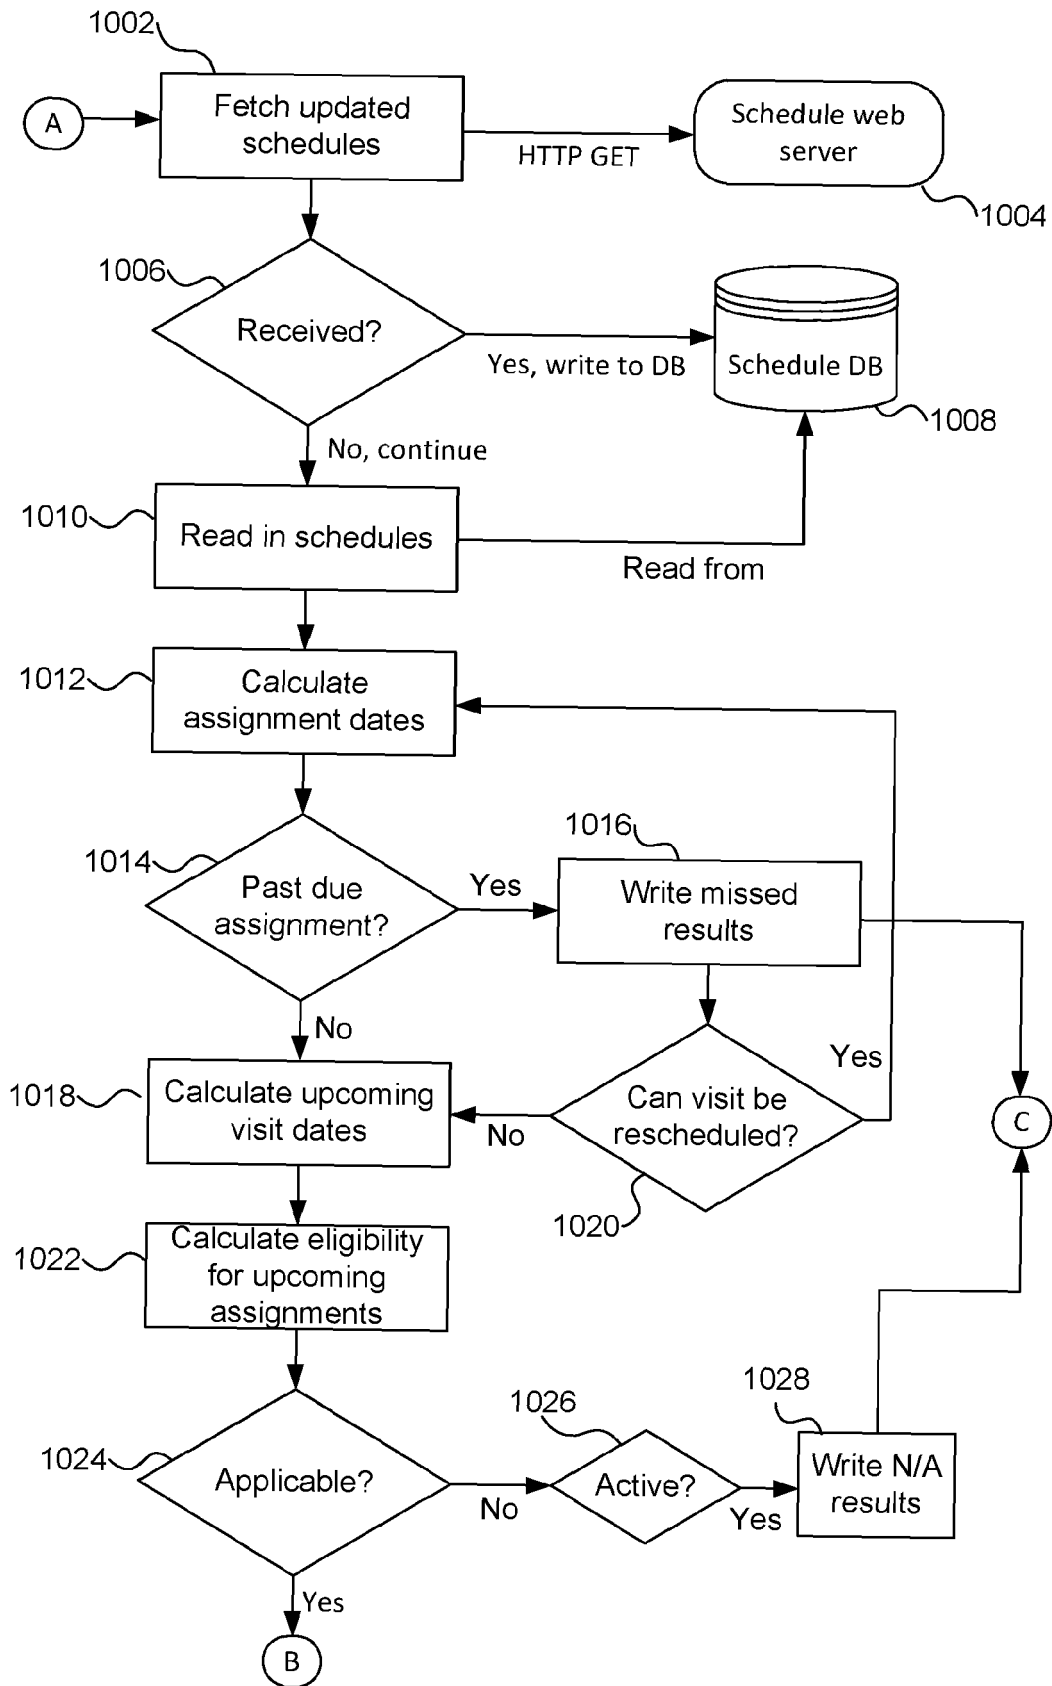 1002
A
Fetch updated
schedules
HTTP GET
Schedule web
server
1004
1006
Received?
Yes, write to DB
Schedule DB
1008
No, continue
1010
Read in schedules
Read from
1012
Calculate
assignment dates
1014
Past due
assignment?
Yes
1016
Write missed
results
No
Yes
1018
Calculate upcoming
visit dates
No
Can visit be
rescheduled?
C
1020
1022
Calculate eligibility
for upcoming
assignments
1024
Applicable?
No
1026
Active?
Yes
1028
Write N/A
results
Yes
B